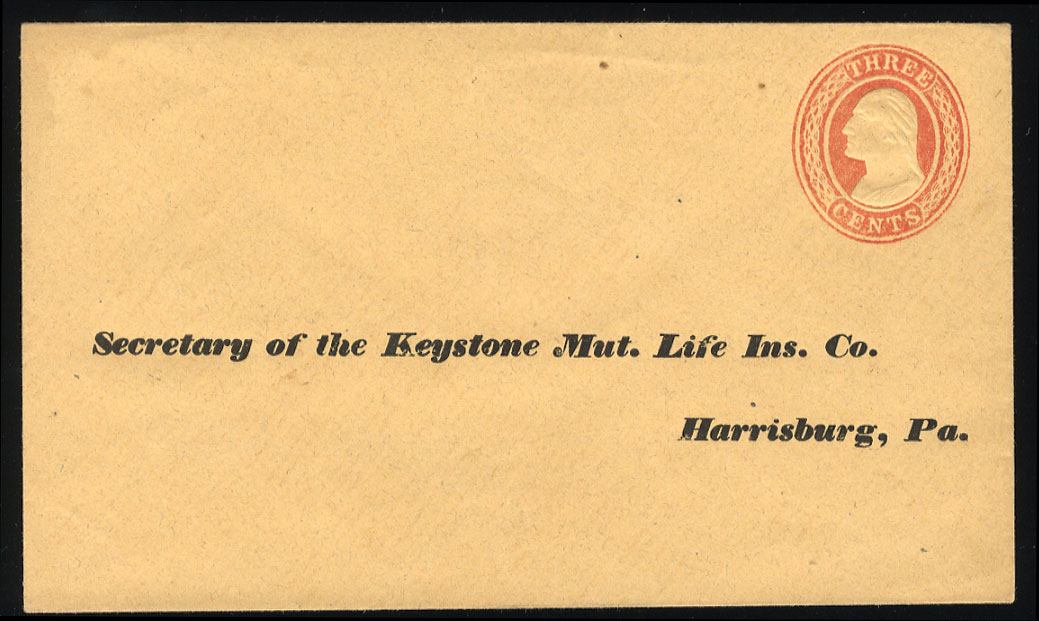 THREE
CENTS
Secretary of the Keystone Mut. Life Ins. Co.
Harrisburg, Pa.